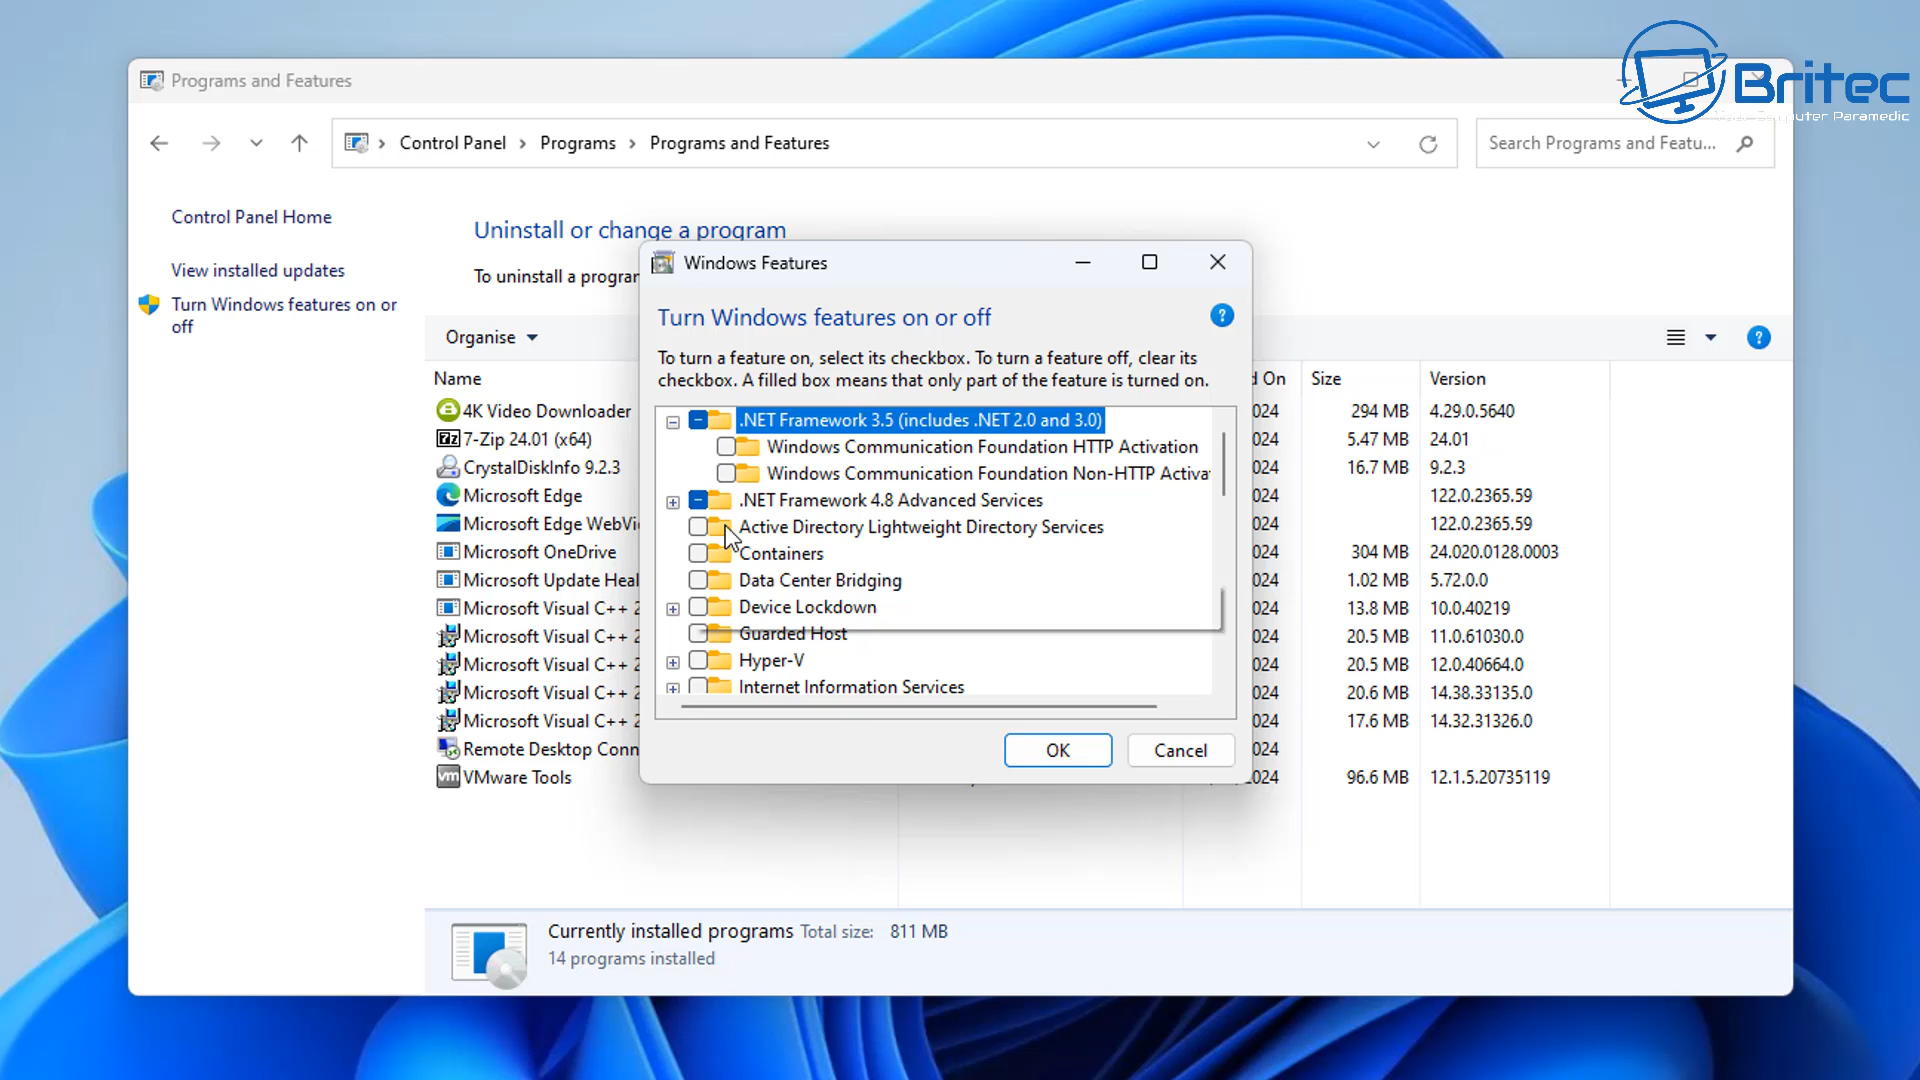 Britec
Your Computer Paramedic
Programs and Features
Control Panel > Programs > Programs and Features
Search Programs and Featu...
Control Panel Home
View installed updates
Turn Windows features on or
off
Uninstall or change a program
To uninstall a program
Organise
Name
d On
Size
Version
4K Video Downloader
024
294 MB
4.29.0.5640
7-Zip 24.01 (x64)
024
5.47 MB
24.01
CrystalDiskInfo 9.2.3
024
16.7 MB
9.2.3
Microsoft Edge
024
122.0.2365.59
Microsoft Edge WebVi
024
122.0.2365.59
Microsoft OneDrive
024
304 MB
24.020.0128.0003
Microsoft Update Heal
024
1.02 MB
5.72.0.0
Microsoft Visual C++ 2
024
13.8 MB
10.0.40219
Microsoft Visual C++ 2
024
20.5 MB
11.0.61030.0
Microsoft Visual C++ 2
024
20.5 MB
12.0.40664.0
Microsoft Visual C++ 2
024
20.6 MB
14.38.33135.0
Microsoft Visual C++ 2
024
17.6 MB
14.32.31326.0
Remote Desktop Conn
024
VMware Tools
2024
96.6 MB
12.1.5.20735119
Windows Features
Turn Windows features on or off
To turn a feature on, select its checkbox. To turn a feature off, clear its
checkbox. A filled box means that only part of the feature is turned on.
.NET Framework 3.5 (includes .NET 2.0 and 3.0)
Windows Communication Foundation HTTP Activation
Windows Communication Foundation Non-HTTP Activa
.NET Framework 4.8 Advanced Services
Active Directory Lightweight Directory Services
Containers
Data Center Bridging
Device Lockdown
Guarded Host
Hyper-V
Internet Information Services
OK
Cancel
Currently installed programs Total size: 811 MB
14 programs installed